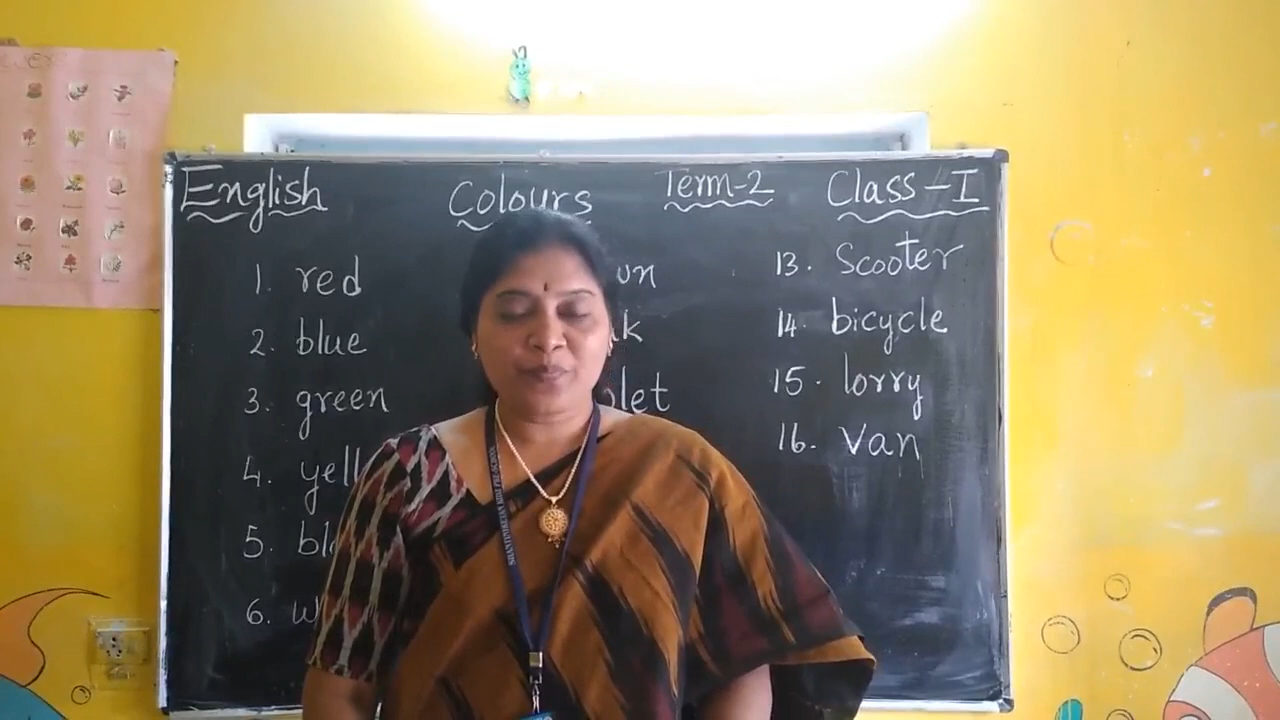 English Colours Term-2 Class-I
1. red
2. blue
3. green
4. yell
5. bl
6. w
un
k
let
13. Scooter
14. bicycle
15. lorry
16. Van